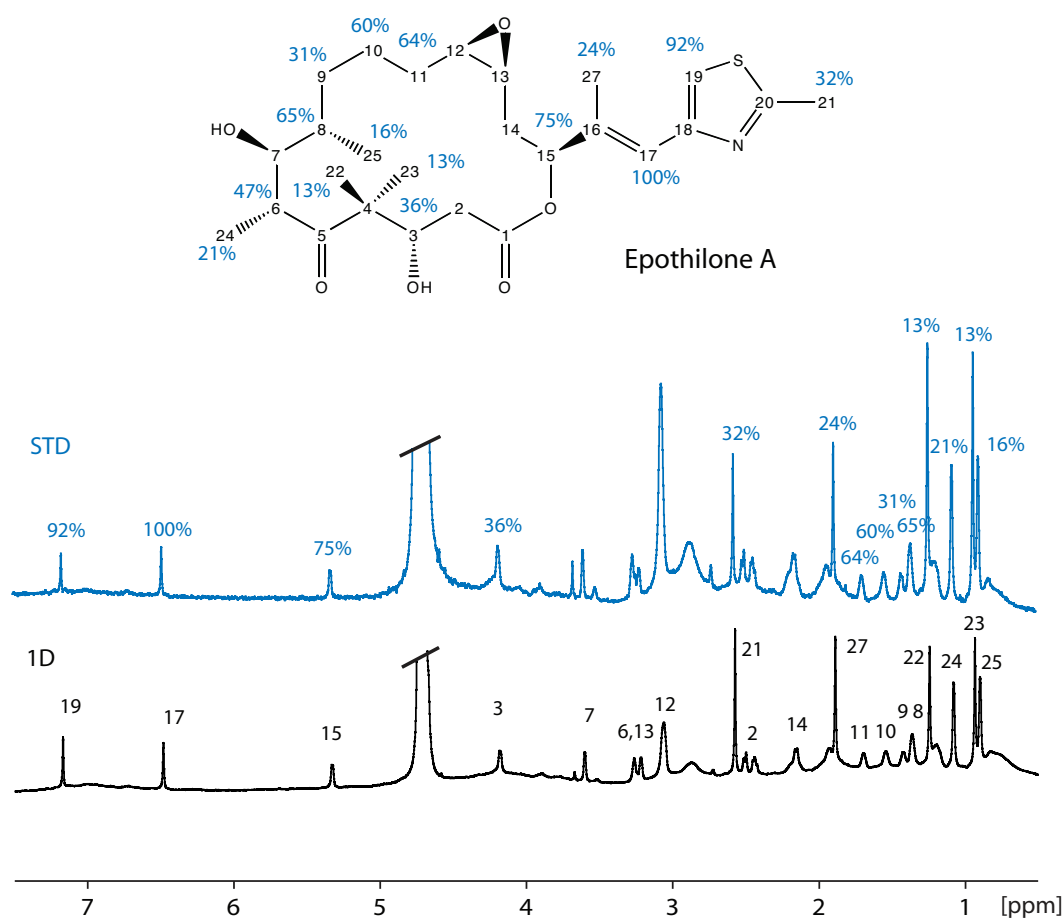 60% O
10 64% 12 24% 92% S
31% 9 11 13 27 19 32%
65% 14 75% 16 18 20 21
HO 8 16% 15 17 N
7 25 100%
22 23 13%
47% 13% 36%
24 6 4 2 O
21% 5 3 1
O OH O
Epothilone A
STD
92% 100% 75% 36% 32% 24% 31% 60% 65% 64% 13% 21% 13% 16%
1D
19 17 15 3 7 6,13 12 21 2 14 27 11 10 9 8 22 24 23 25
7 6 5 4 3 2 1 [ppm]